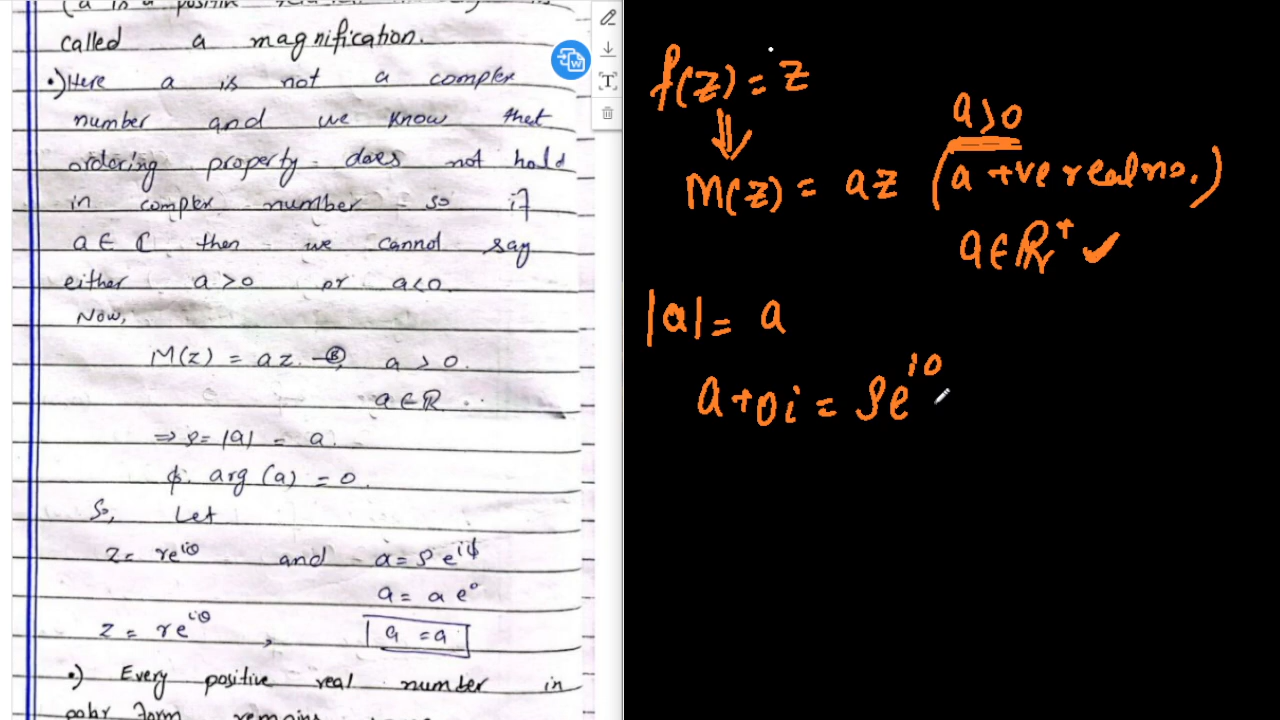 called a magnification.
•) Here a is not a complex
number and we know that
ordering property does not hold
in complex number so if
a ∈ ℂ then we cannot say
either a > 0 or a < 0.
Now,
M(z) = az. —Ⓑ, a > 0.
a ∈ ℝ
⇒ ρ = |a| = a.
ϕ. arg (a) = 0.
So, Let
z = re^{iθ} and a = ρe^{iϕ}
a = a e^0
z = re^{iθ}, a = a
•) Every positive real number in
polar form remains
f(z) = z
⇓
a > 0
M(z) = az (a +ve real no.)
a ∈ ℝ⁺ ✓
|a| = a
a + 0i = ρe^{i0}
W
T